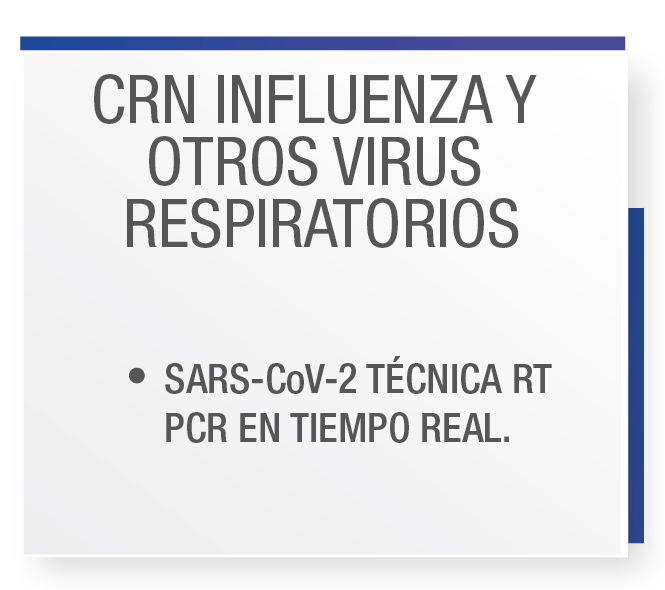 CRN INFLUENZA Y
OTROS VIRUS
RESPIRATORIOS
• SARS-CoV-2 TÉCNICA RT
PCR EN TIEMPO REAL.